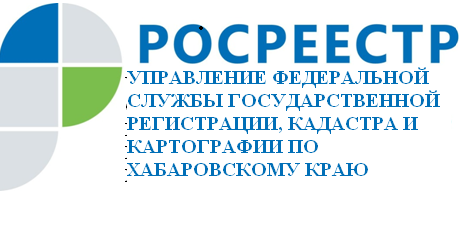 РОСРЕЕСТР
УПРАВЛЕНИЕ ФЕДЕРАЛЬНОЙ
СЛУЖБЫ ГОСУДАРСТВЕННОЙ
РЕГИСТРАЦИИ, КАДАСТРА И
КАРТОГРАФИИ ПО
ХАБАРОВСКОМУ КРАЮ